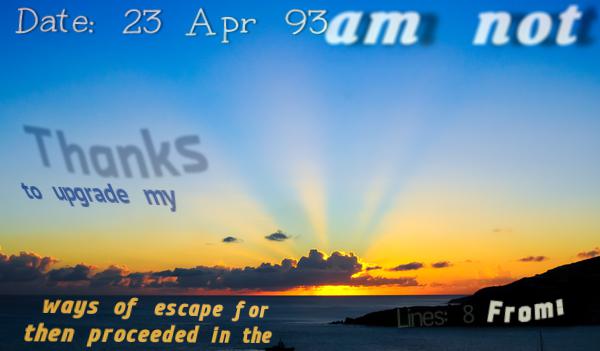 Date: 23 Apr 93
am not
Thanks
to upgrade my
ways of escape for
then proceeded in the
Lines: 8
From: